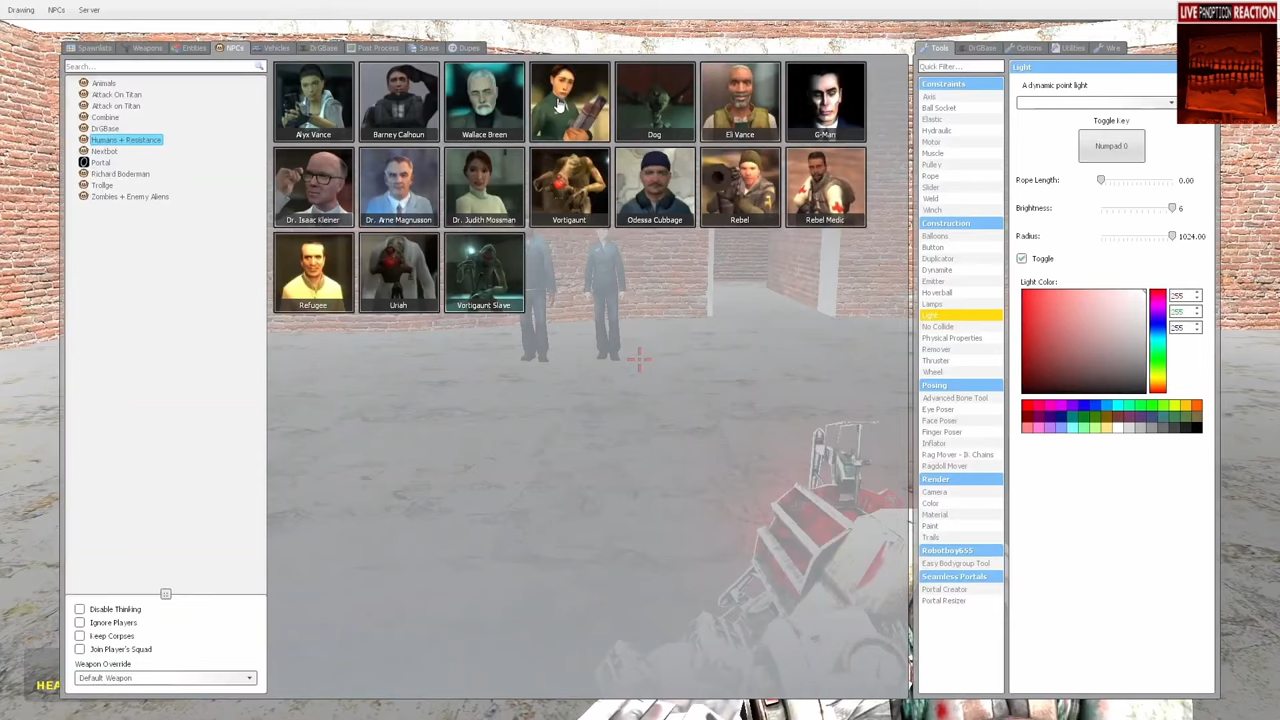 Drawing NPCs Server
LIVE PANOPTICON REACTION
Spawnlists Weapons Entities NPCs Vehicles DrGBase Post Process Saves Dupes
Tools DrGBase Options Utilities Wire
Search...
Animals
Attack On Titan
Attack on Titan
Combine
DrGBase
Humans + Resistance
Nextbot
Portal
Richard Boderman
Trollge
Zombies + Enemy Aliens
Alyx Vance
Barney Calhoun
Wallace Breen
Dog
Eli Vance
G-Man
Dr. Isaac Kleiner
Dr. Arne Magnusson
Dr. Judith Mossman
Vortigaunt
Odessa Cubbage
Rebel
Rebel Medic
Refugee
Uriah
Vortigaunt Slave
Disable Thinking
Ignore Players
Keep Corpses
Join Player's Squad
Weapon Override
Default Weapon
HEA
Quick Filter...
Constraints
Axis
Ball Socket
Elastic
Hydraulic
Motor
Muscle
Pulley
Rope
Slider
Weld
Winch
Construction
Balloons
Button
Duplicator
Dynamite
Emitter
Hoverball
Lamps
Light
No Collide
Physical Properties
Remover
Thruster
Wheel
Posing
Advanced Bone Tool
Eye Poser
Face Poser
Finger Poser
Inflator
Rag Mover - B. Chains
Ragdoll Mover
Render
Camera
Color
Material
Paint
Trails
Robotboy655
Easy Bodygroup Tool
Seamless Portals
Portal Creator
Portal Resizer
Light
A dynamic point light
Toggle Key
Numpad 0
Rope Length: 0.00
Brightness: 6
Radius: 1024.00
Toggle
Light Color:
255
255
255